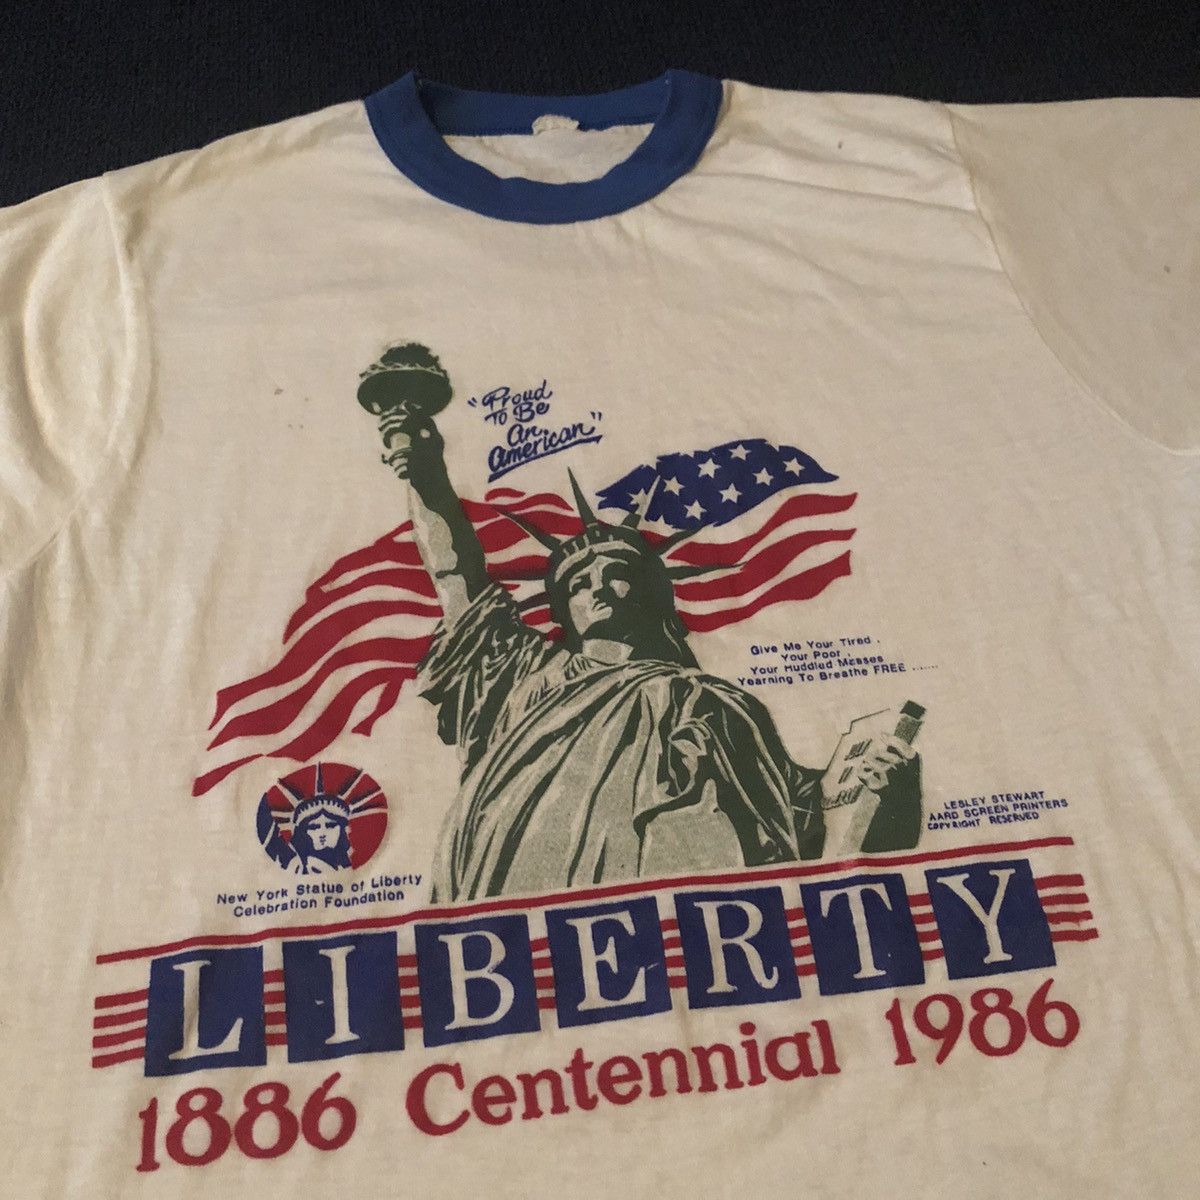 "Proud
To Be
An
American"
Give Me Your Tired .
Your Poor .
Your Huddled Masses
Yearning To Breathe FREE ......
LESLEY STEWART
AARD SCREEN PRINTERS
COPYRIGHT RESERVED
New York Statue of Liberty
Celebration Foundation
LIBERTY
1886 Centennial 1986